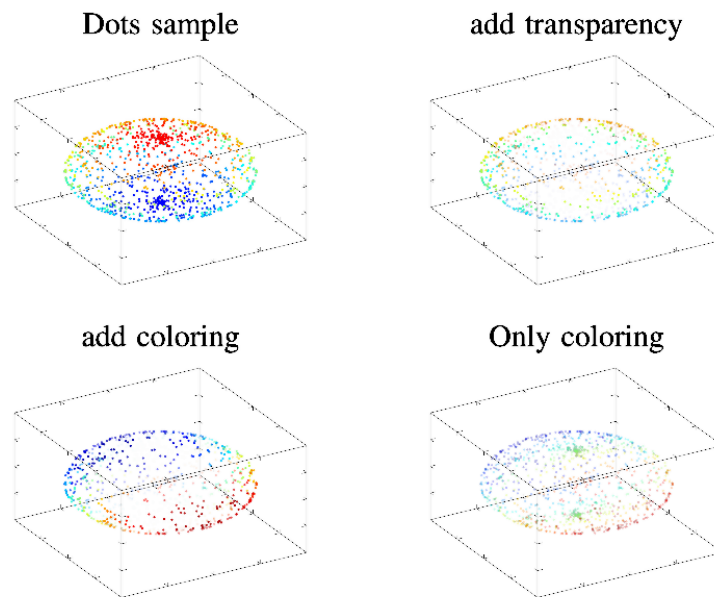 Dots sample
add transparency
add coloring
Only coloring